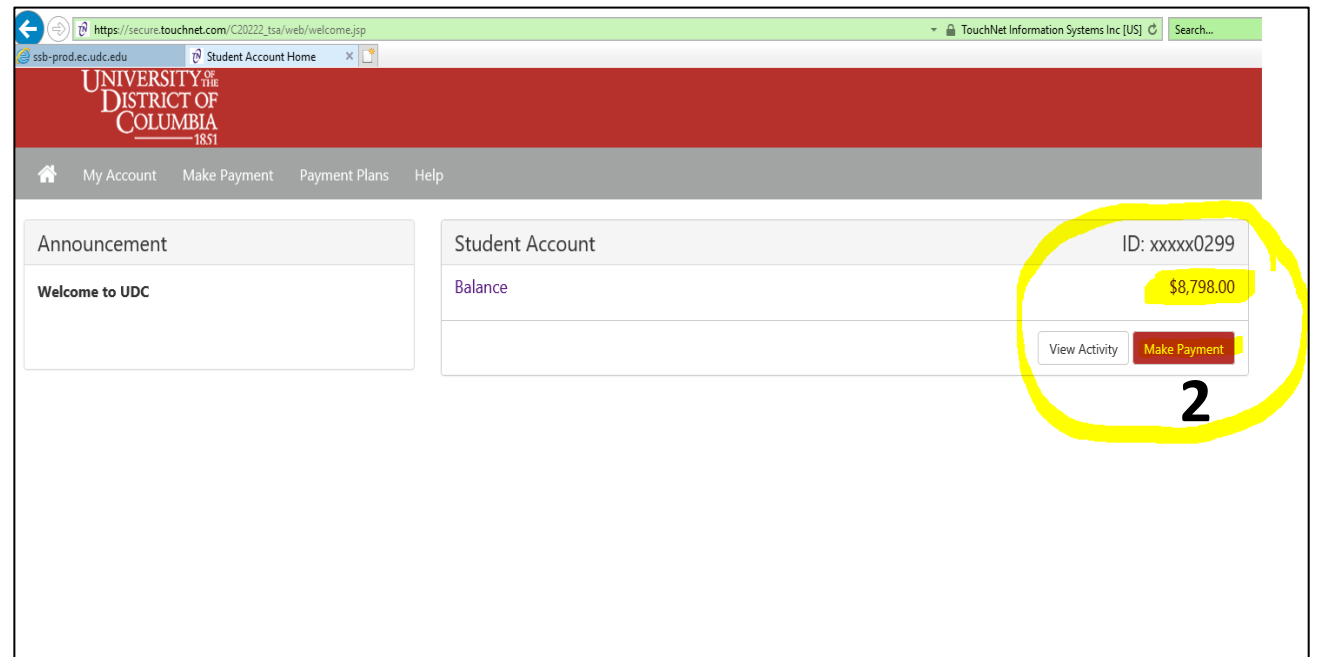 https://secure.touchnet.com/C20222_tsa/web/welcome.jsp TouchNet Information Systems Inc [US] Search...
ssb-prod.ec.udc.edu Student Account Home
UNIVERSITY OF THE
DISTRICT OF
COLUMBIA
1851
My Account Make Payment Payment Plans Help
Announcement
Welcome to UDC
Student Account ID: xxxxx0299
Balance $8,798.00
View Activity Make Payment
2